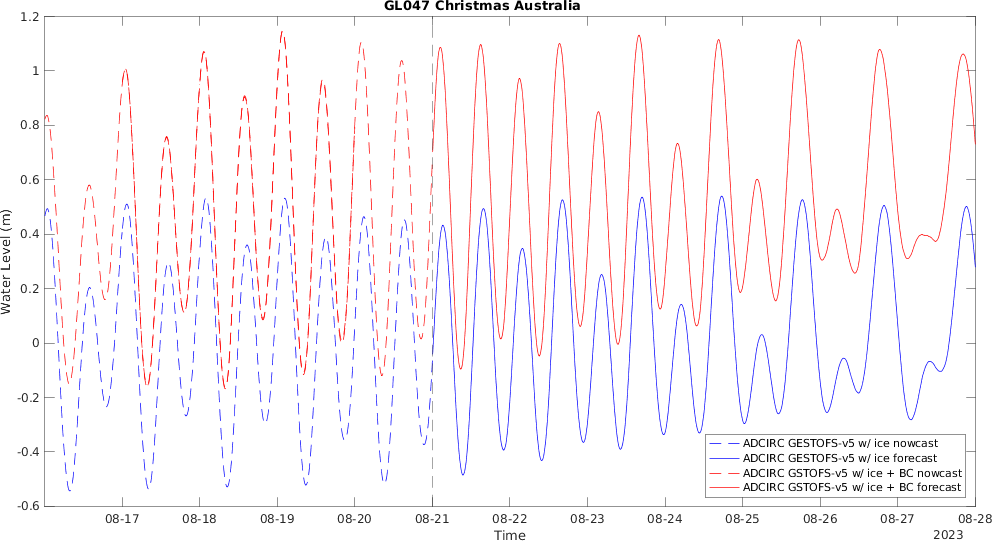 GL047 Christmas Australia
Water Level (m)
1.2
1
0.8
0.6
0.4
0.2
0
-0.2
-0.4
-0.6
ADCIRC GESTOFS-v5 w/ ice nowcast
ADCIRC GESTOFS-v5 w/ ice forecast
ADCIRC GSTOFS-v5 w/ ice + BC nowcast
ADCIRC GSTOFS-v5 w/ ice + BC forecast
08-17 08-18 08-19 08-20 08-21 08-22 08-23 08-24 08-25 08-26 08-27 08-28
Time
2023